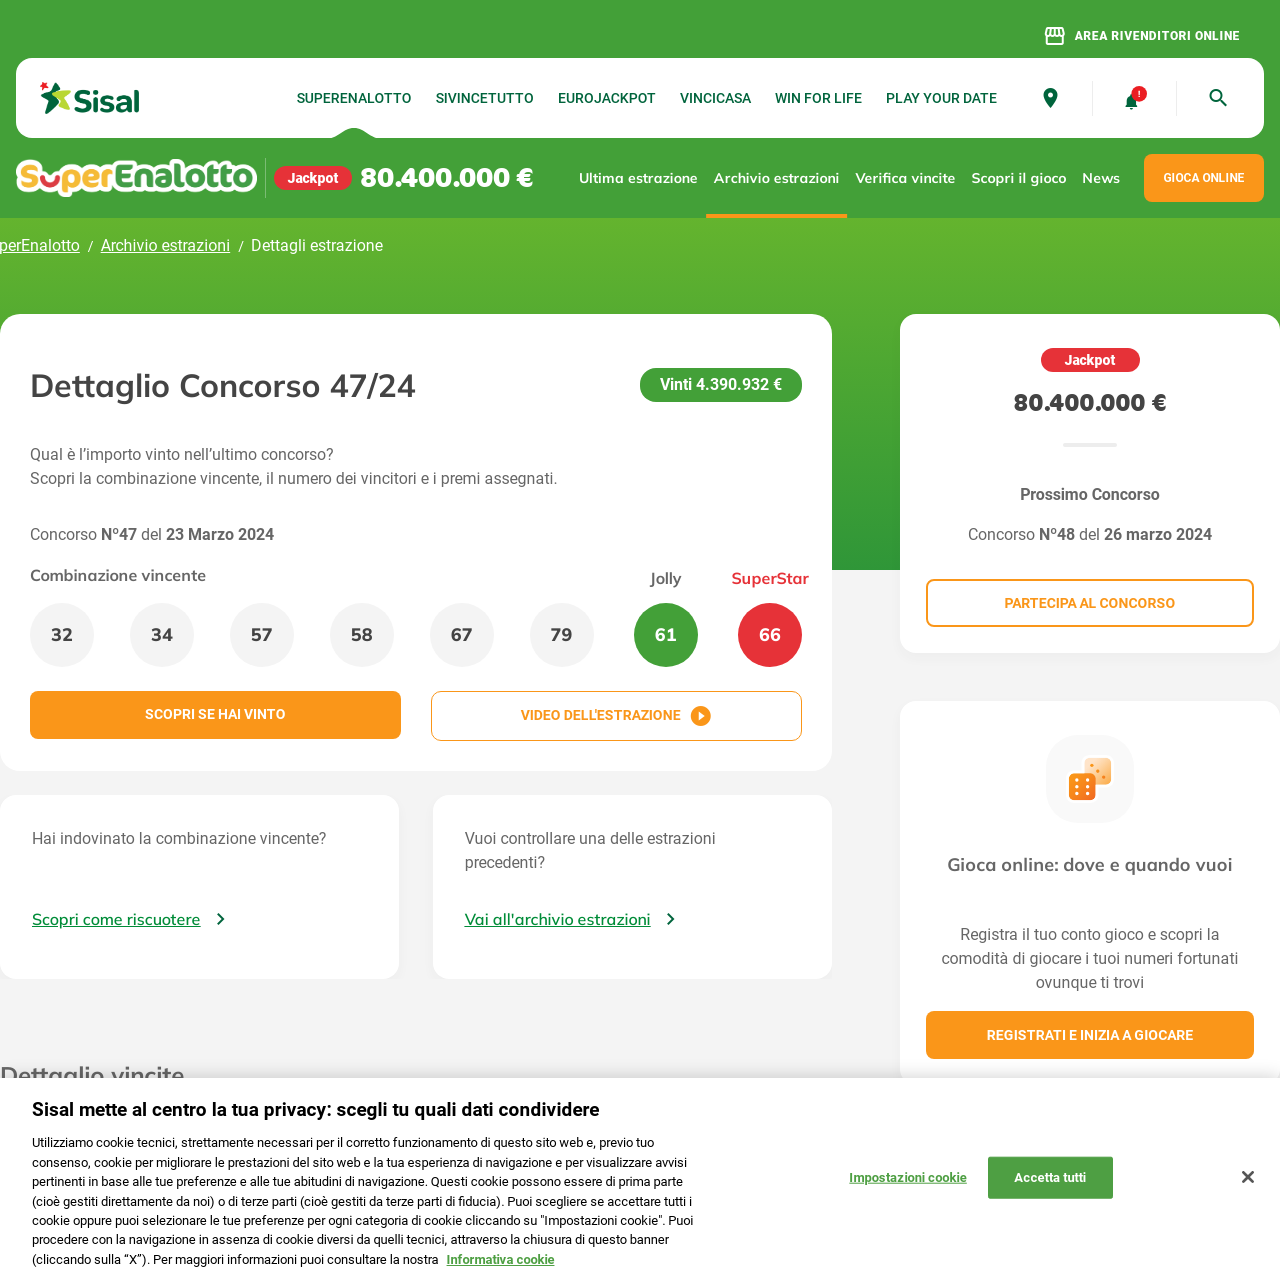 AREA RIVENDITORI ONLINE
Sisal
SUPERENALOTTO SIVINCETUTTO EUROJACKPOT VINCICASA WIN FOR LIFE PLAY YOUR DATE
!
SuperEnalotto Jackpot 80.400.000 € Ultima estrazione Archivio estrazioni Verifica vincite Scopri il gioco News GIOCA ONLINE
perEnalotto / Archivio estrazioni / Dettagli estrazione
Dettaglio Concorso 47/24
Vinti 4.390.932 €
Qual è l’importo vinto nell’ultimo concorso?
Scopri la combinazione vincente, il numero dei vincitori e i premi assegnati.
Concorso Nº47 del 23 Marzo 2024
Combinazione vincente Jolly SuperStar
32 34 57 58 67 79 61 66
SCOPRI SE HAI VINTO VIDEO DELL'ESTRAZIONE
Hai indovinato la combinazione vincente?
Scopri come riscuotere
Vuoi controllare una delle estrazioni
precedenti?
Vai all'archivio estrazioni
Jackpot
80.400.000 €
Prossimo Concorso
Concorso Nº48 del 26 marzo 2024
PARTECIPA AL CONCORSO
Gioca online: dove e quando vuoi
Registra il tuo conto gioco e scopri la
comodità di giocare i tuoi numeri fortunati
ovunque ti trovi
REGISTRATI E INIZIA A GIOCARE
Dettaglio vincite
Sisal mette al centro la tua privacy: scegli tu quali dati condividere
Utilizziamo cookie tecnici, strettamente necessari per il corretto funzionamento di questo sito web e, previo tuo
consenso, cookie per migliorare le prestazioni del sito web e la tua esperienza di navigazione e per visualizzare avvisi
pertinenti in base alle tue preferenze e alle tue abitudini di navigazione. Questi cookie possono essere di prima parte
(cioè gestiti direttamente da noi) o di terze parti (cioè gestiti da terze parti di fiducia). Puoi scegliere se accettare tutti i
cookie oppure puoi selezionare le tue preferenze per ogni categoria di cookie cliccando su "Impostazioni cookie". Puoi
procedere con la navigazione in assenza di cookie diversi da quelli tecnici, attraverso la chiusura di questo banner
(cliccando sulla “X”). Per maggiori informazioni puoi consultare la nostra Informativa cookie
Impostazioni cookie Accetta tutti